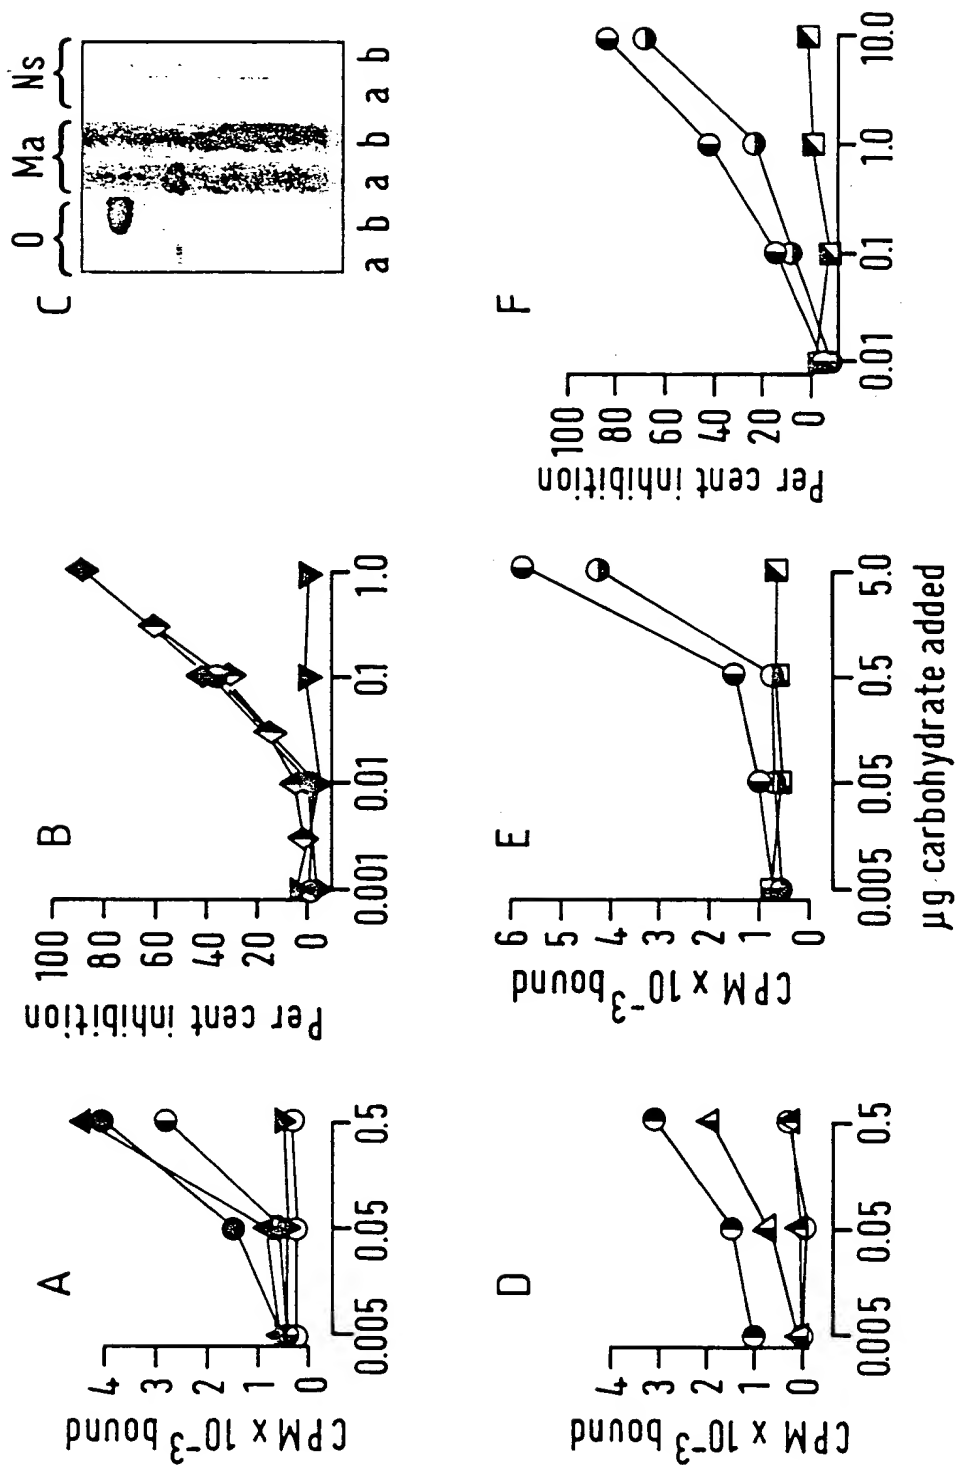 A
CPM x 10⁻³ bound
4
3
2
1
0
0.005 0.05 0.5
B
Per cent inhibition
100
80
60
40
20
0
0.001 0.01 0.1 1.0
C
O Ma Ns
a b a b a b
D
CPM x 10⁻³ bound
4
3
2
1
0
0.005 0.05 0.5
E
CPM x 10⁻³ bound
6
5
4
3
2
1
0
0.005 0.05 0.5 5.0
F
Per cent inhibition
100
80
60
40
20
0
0.01 0.1 1.0 10.0
µg carbohydrate added